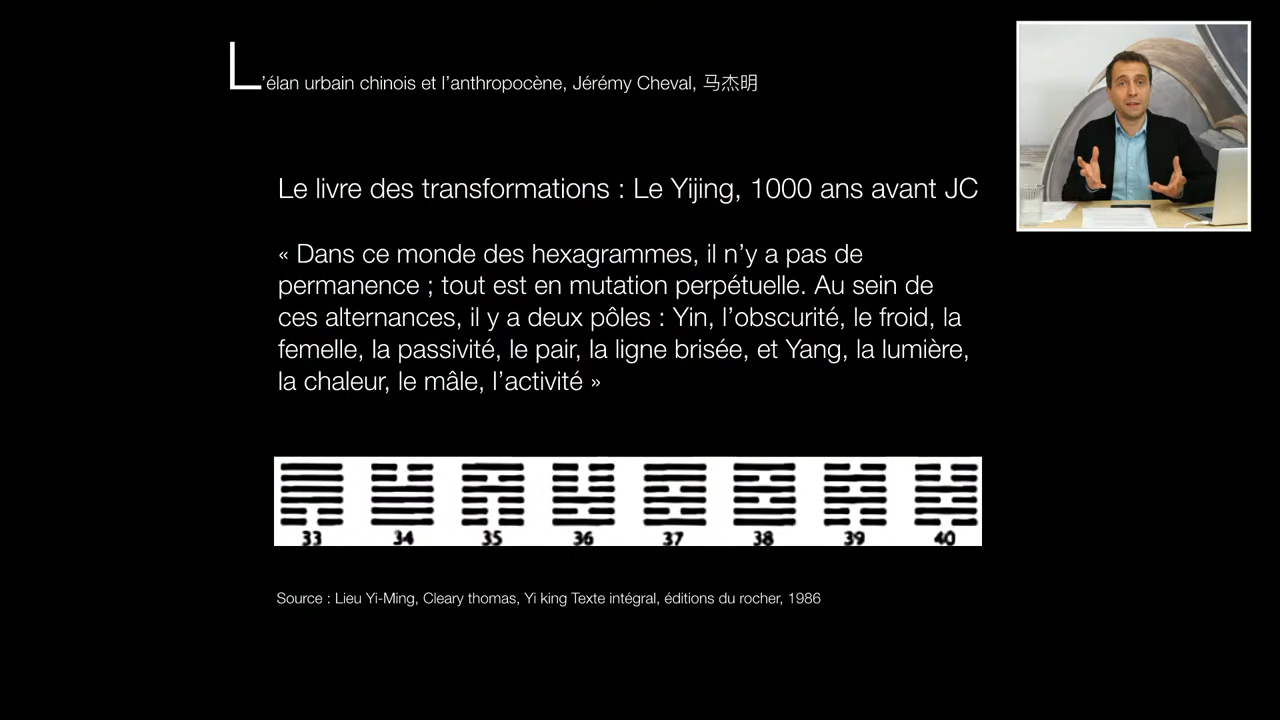 L'élan urbain chinois et l'anthropocène, Jérémy Cheval, 马杰明
Le livre des transformations : Le Yijing, 1000 ans avant JC
« Dans ce monde des hexagrammes, il n'y a pas de
permanence ; tout est en mutation perpétuelle. Au sein de
ces alternances, il y a deux pôles : Yin, l'obscurité, le froid, la
femelle, la passivité, le pair, la ligne brisée, et Yang, la lumière,
la chaleur, le mâle, l'activité »
33 34 35 36 37 38 39 40
Source : Lieu Yi-Ming, Cleary thomas, Yi king Texte intégral, éditions du rocher, 1986